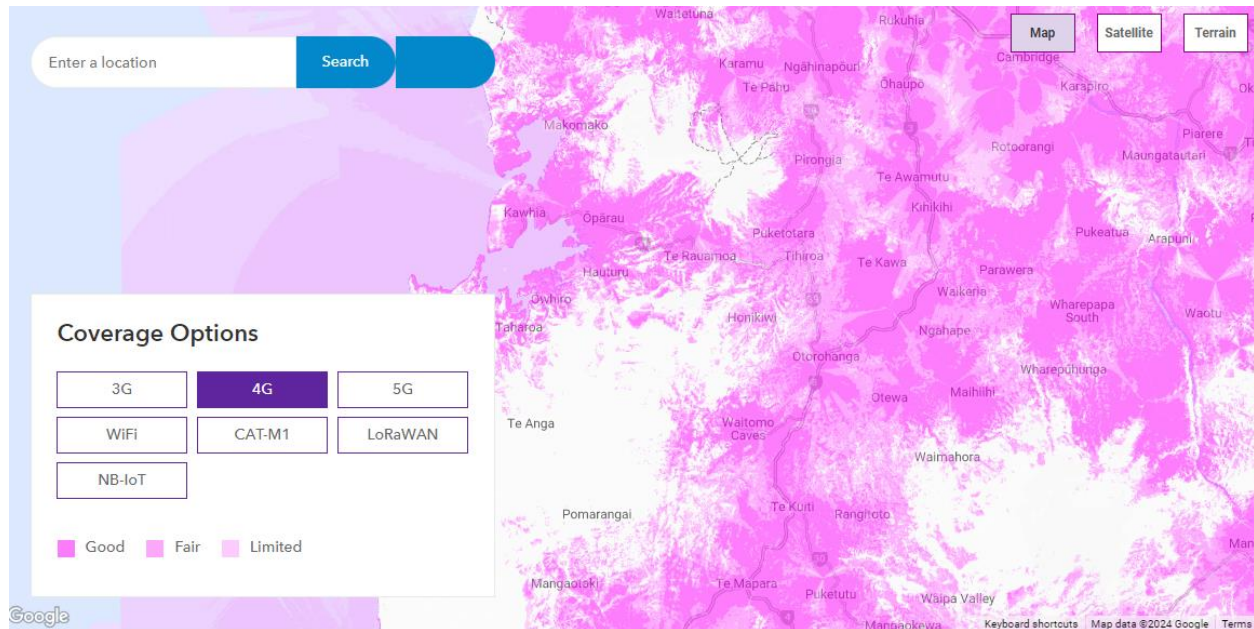 Enter a location
Search
Map
Satellite
Terrain
Coverage Options
3G
4G
5G
WiFi
CAT-M1
LoRaWAN
NB-IoT
Good
Fair
Limited
Google
Waitetuna
Rukuhia
Karamu
Ngāhinapōuri
Cambridge
Te Pahu
Ōhaupō
Karapiro
Makomako
Piarere
Rotoorangi
Maungatautari
Pirongia
Te Awamutu
Kawhia
Ōpārau
Kihikihi
Puketotara
Pukeatua
Arapuni
Te Rauamoa
Tihiroa
Te Kawa
Parawera
Hauturu
Waikeria
Owhiro
Wharepapa
South
Waotu
Taharoa
Honikiwi
Ngahape
Otorohanga
Wharepūhunga
Otewa
Maihiihi
Te Anga
Waitomo
Caves
Waimahora
Pomarangai
Te Kuiti
Rangitoto
Mangaotaki
Te Mapara
Puketutu
Waipa Valley
Keyboard shortcuts
Map data ©2024 Google
Terms